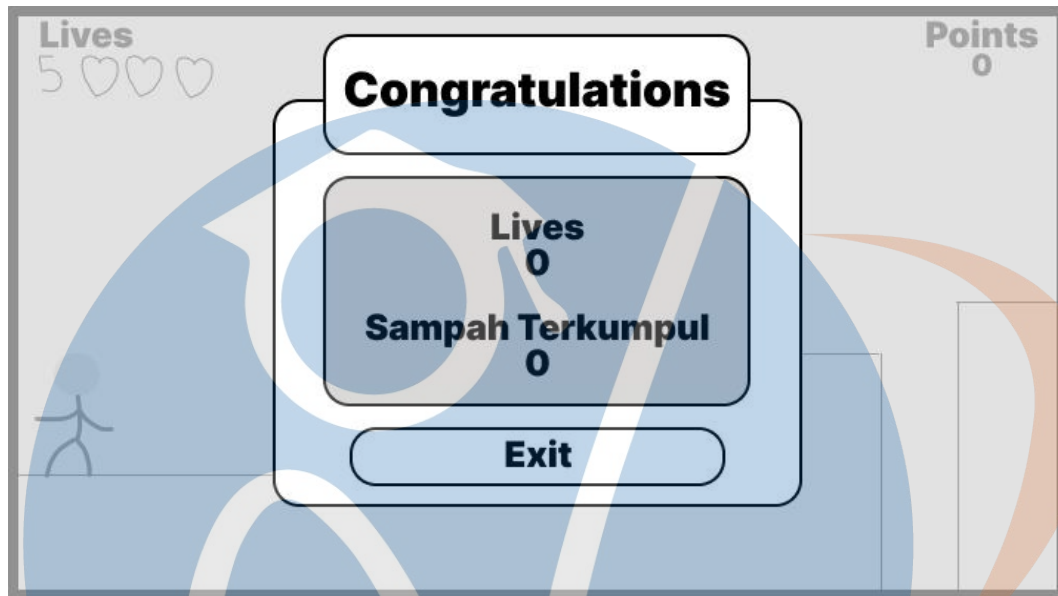 Lives
5
Points
0
Congratulations
Lives
0
Sampah Terkumpul
0
Exit